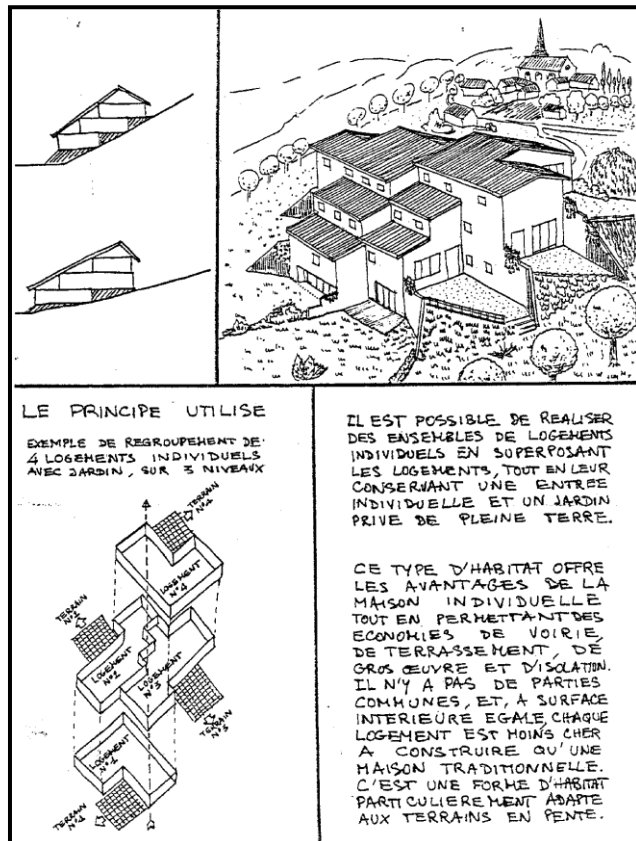 LE PRINCIPE UTILISE
EXEMPLE DE REGROUPEMENT DE
4 LOGEMENTS INDIVIDUELS
AVEC JARDIN, SUR 3 NIVEAUX
TERRAIN
N°4
LOGEMENT
N°4
TERRAIN
N°2
LOGEMENT
N°2
LOGEMENT
N°3
TERRAIN
N°3
LOGEMENT
N°1
TERRAIN
N°1
IL EST POSSIBLE DE REALISER
DES ENSEMBLES DE LOGEMENTS
INDIVIDUELS EN SUPERPOSANT
LES LOGEMENTS, TOUT EN LEUR
CONSERVANT UNE ENTREE
INDIVIDUELLE ET UN JARDIN
PRIVE DE PLEINE TERRE.
CE TYPE D'HABITAT OFFRE
LES AVANTAGES DE LA
MAISON INDIVIDUELLE
TOUT EN PERMETTANT DES
ECONOMIES DE VOIRIE,
DE TERRASSEMENT, DE
GROS ŒUVRE ET D'ISOLATION.
IL N'Y A PAS DE PARTIES
COMMUNES, ET, A SURFACE
INTERIEURE EGALE, CHAQUE
LOGEMENT EST MOINS CHER
A CONSTRUIRE QU'UNE
MAISON TRADITIONNELLE.
C'EST UNE FORME D'HABITAT
PARTICULIEREMENT ADAPTE
AUX TERRAINS EN PENTE.